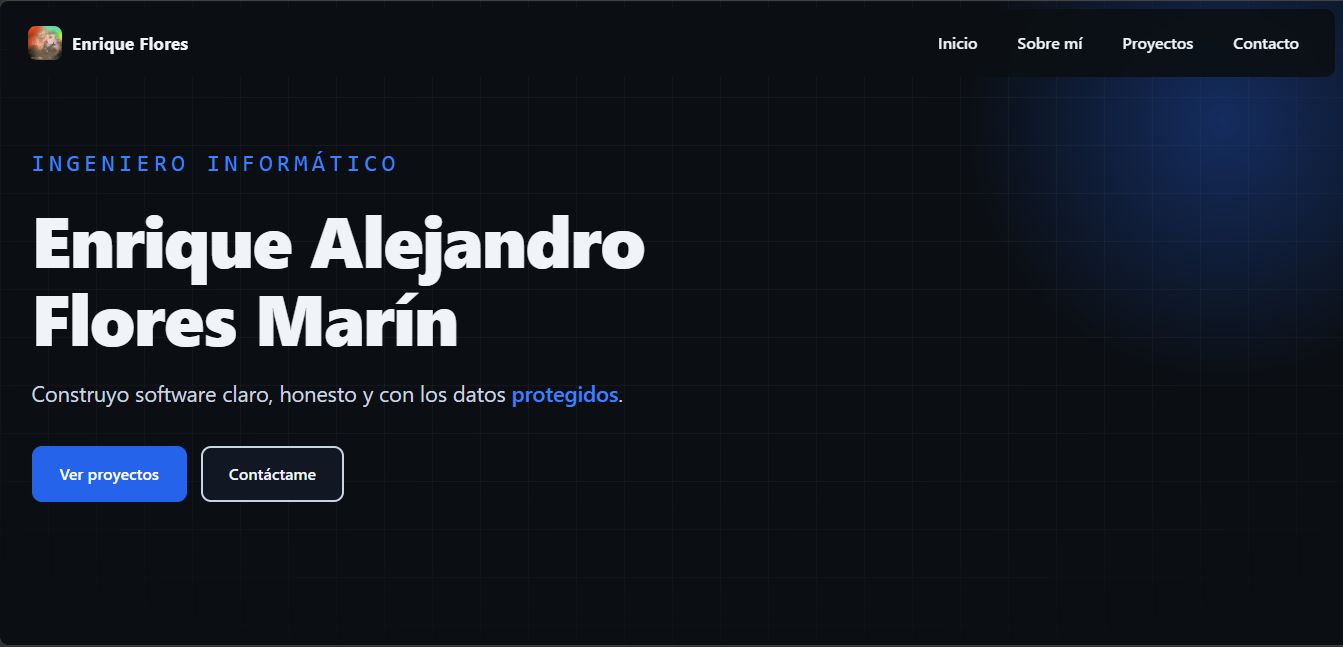 Enrique Flores
Inicio
Sobre mí
Proyectos
Contacto
INGENIERO INFORMÁTICO
Enrique Alejandro
Flores Marín
Construyo software claro, honesto y con los datos protegidos.
Ver proyectos
Contáctame